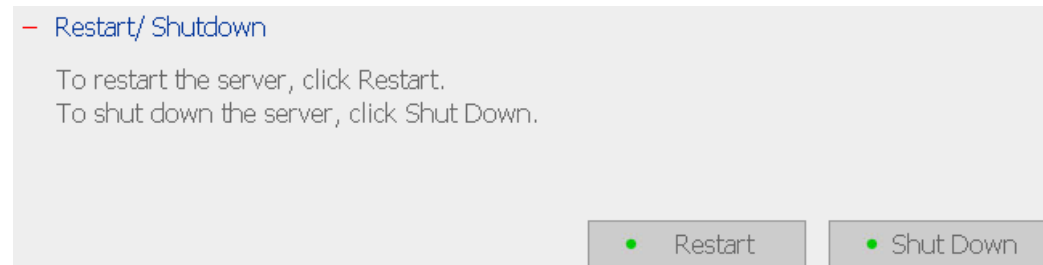 Restart/ Shutdown
To restart the server, click Restart.
To shut down the server, click Shut Down.
Restart
Shut Down